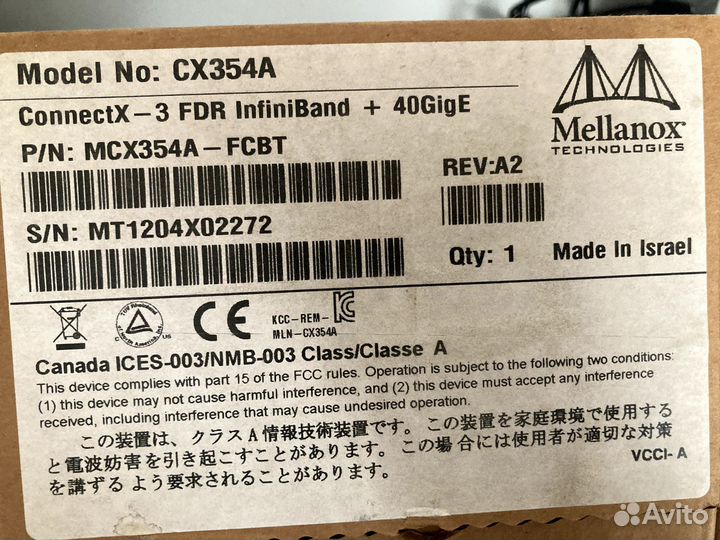 Model No: CX354A
ConnectX-3 FDR InfiniBand + 40GigE
Mellanox
TECHNOLOGIES
P/N: MCX354A-FCBT
REV:A2
S/N: MT1204X02272
Qty: 1 Made In Israel
KCC-REM-
MLN-CX354A
CE
Canada ICES-003/NMB-003 Class/Classe A
This device complies with part 15 of the FCC rules. Operation is subject to the following two conditions:
(1) this device may not cause harmful interference, and (2) this device must accept any interference
received, including interference that may cause undesired operation.
この装置は、クラスA情報技術装置です。この装置を家庭環境で使用する
と電波妨害を引き起こすことがあります。この場合には使用者が適切な対策
を講ずるよう要求されることがあります。
VCCI- A
Avito